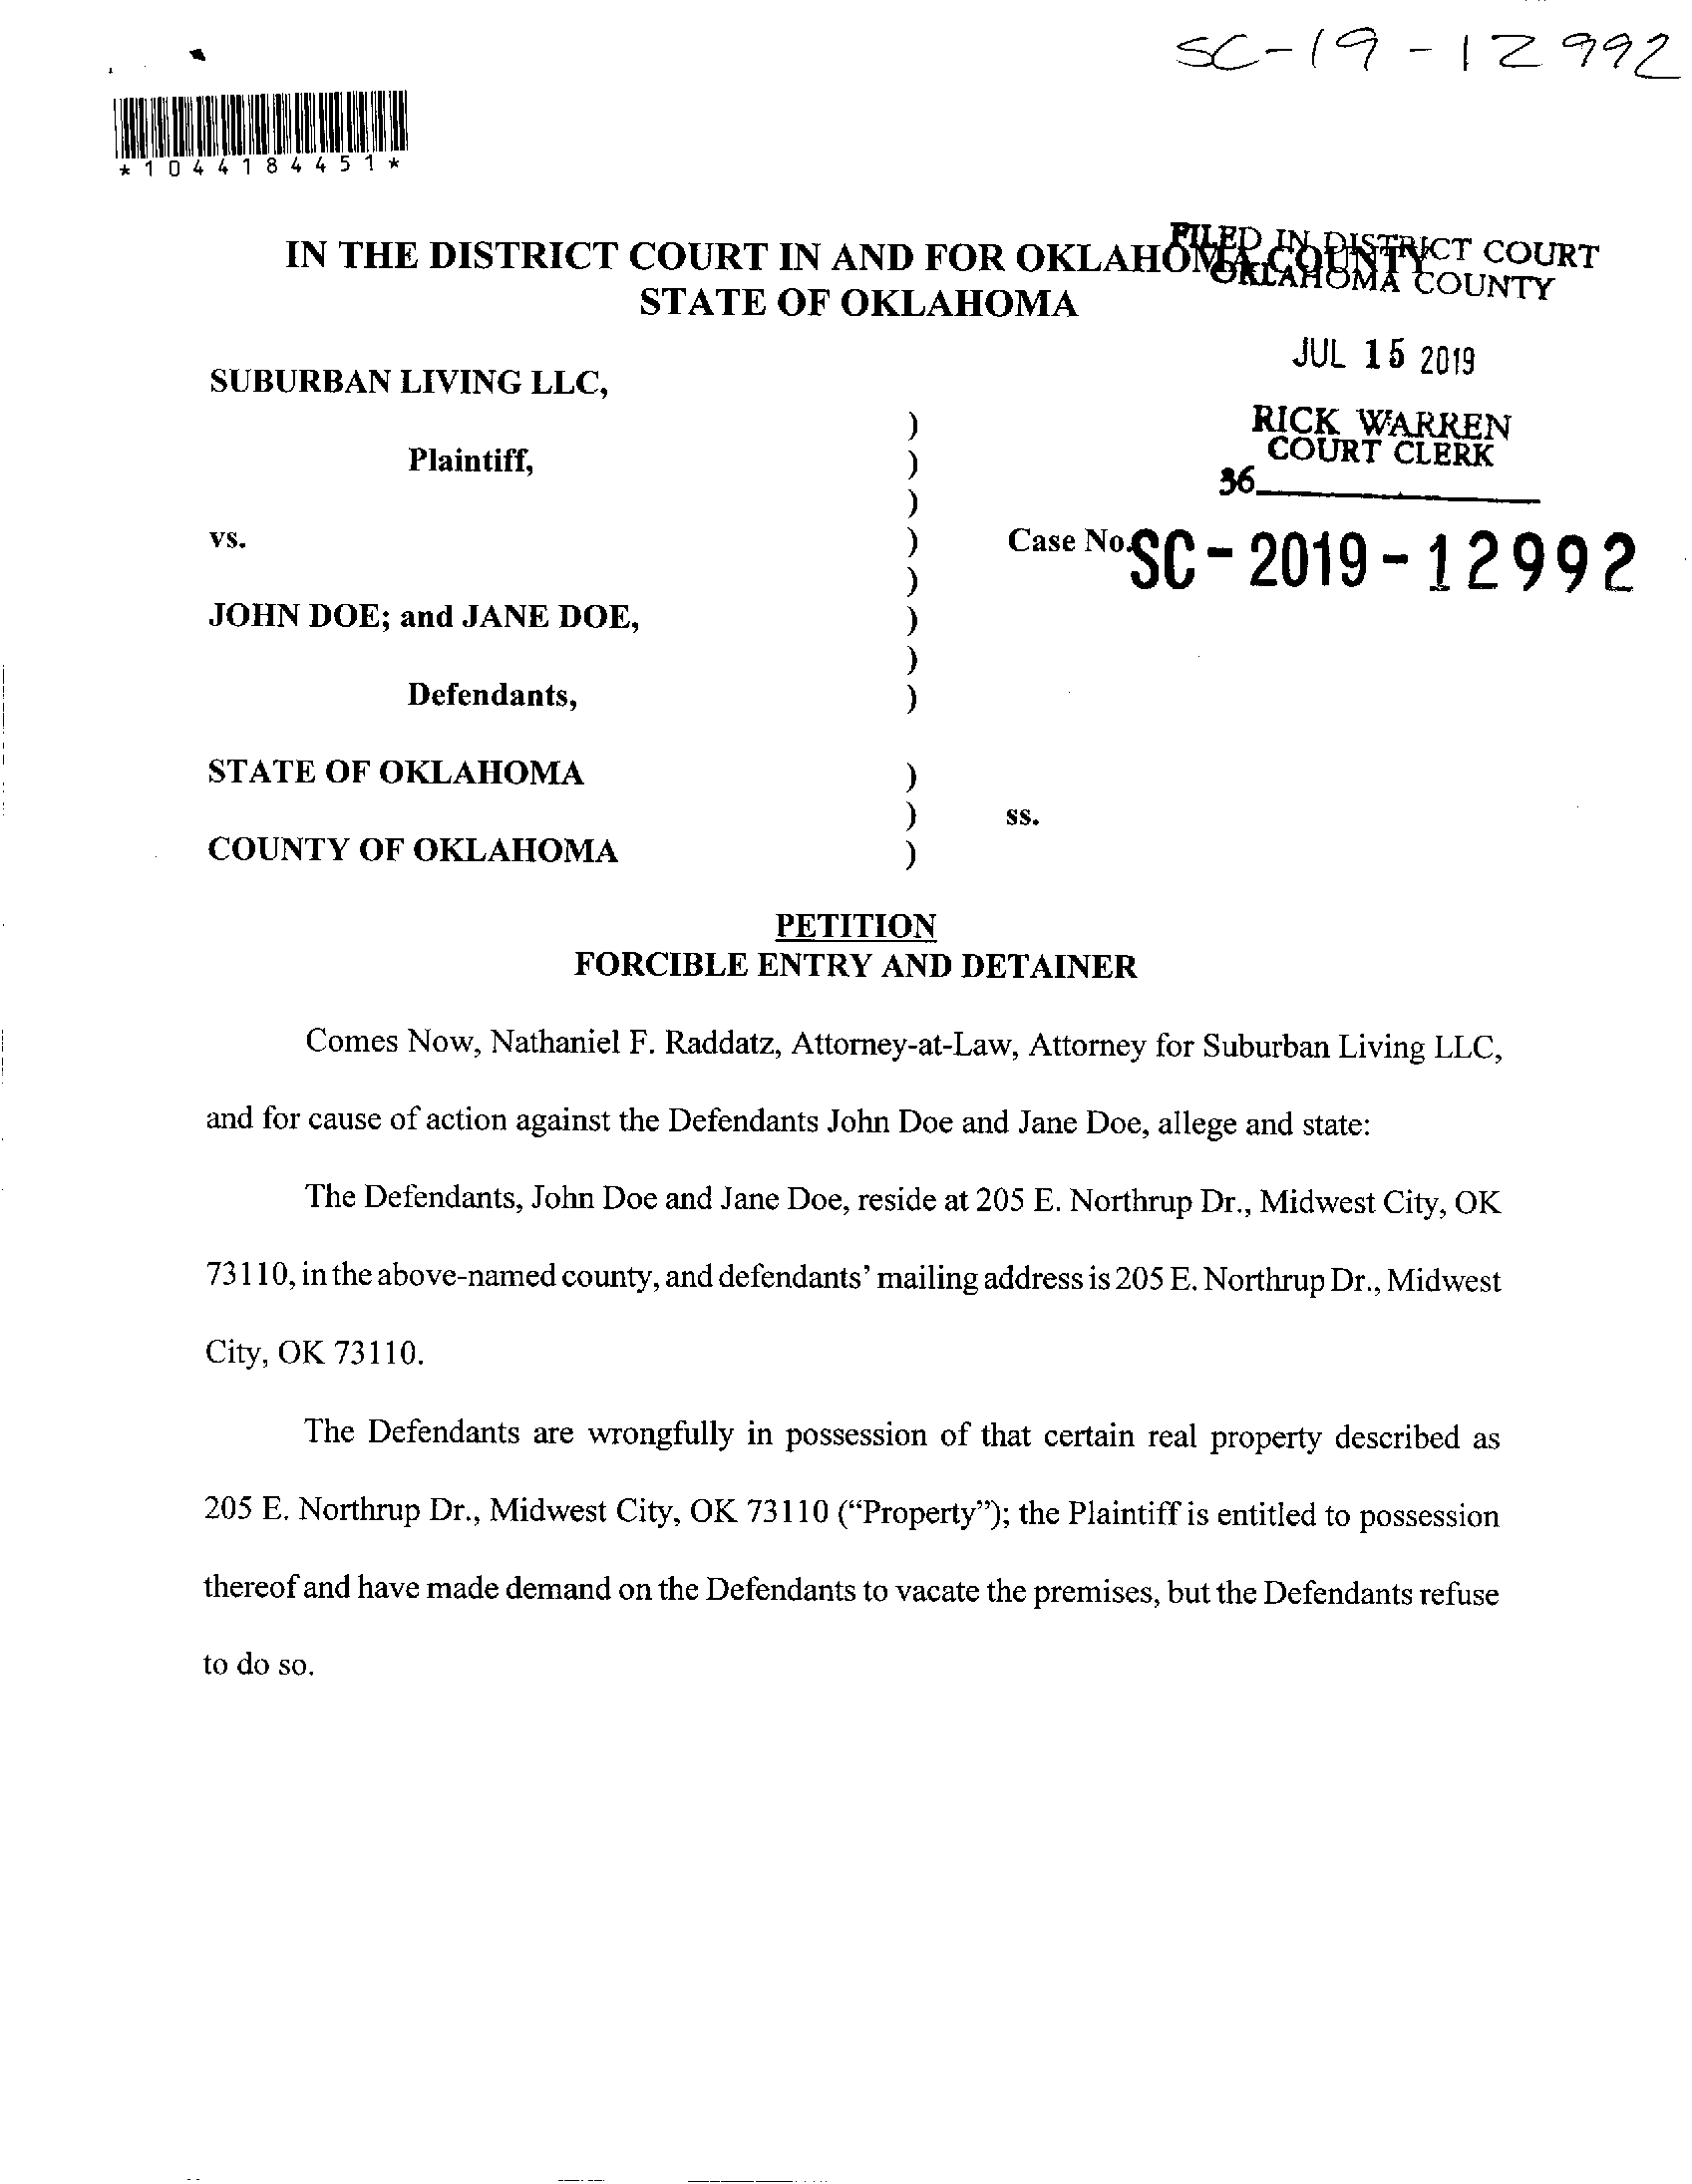 SC-19-12992
*1044184451*
IN THE DISTRICT COURT IN AND FOR OKLAHOMA COUNTY
STATE OF OKLAHOMA
FILED IN DISTRICT COURT
OKLAHOMA COUNTY
JUL 15 2019
RICK WARREN
COURT CLERK
36
SUBURBAN LIVING LLC,
)
Plaintiff, )
)
vs. ) Case No. SC-2019-12992
)
JOHN DOE; and JANE DOE, )
)
Defendants, )
STATE OF OKLAHOMA )
) ss.
COUNTY OF OKLAHOMA )
PETITION
FORCIBLE ENTRY AND DETAINER
Comes Now, Nathaniel F. Raddatz, Attorney-at-Law, Attorney for Suburban Living LLC,
and for cause of action against the Defendants John Doe and Jane Doe, allege and state:
The Defendants, John Doe and Jane Doe, reside at 205 E. Northrup Dr., Midwest City, OK
73110, in the above-named county, and defendants’ mailing address is 205 E. Northrup Dr., Midwest
City, OK 73110.
The Defendants are wrongfully in possession of that certain real property described as
205 E. Northrup Dr., Midwest City, OK 73110 (“Property”); the Plaintiff is entitled to possession
thereof and have made demand on the Defendants to vacate the premises, but the Defendants refuse
to do so.